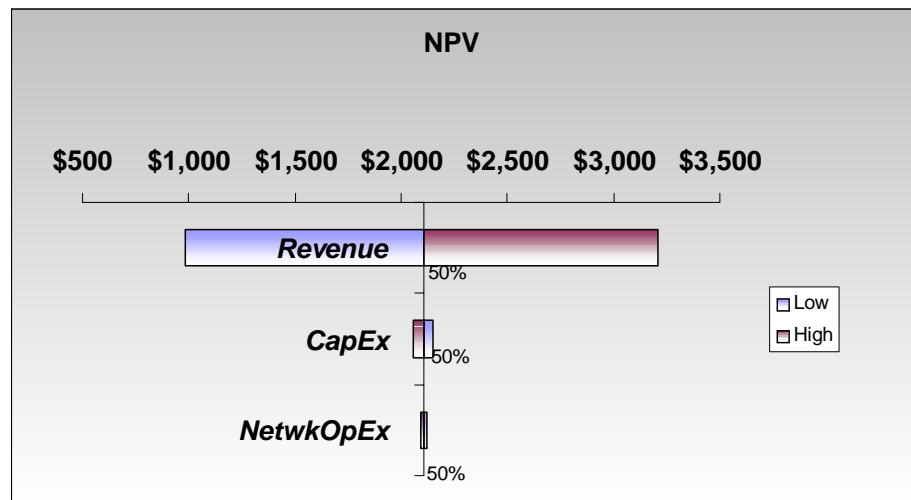 NPV
$500 $1,000 $1,500 $2,000 $2,500 $3,000 $3,500
Revenue
50%
Low
High
CapEx
50%
NetwkOpEx
50%